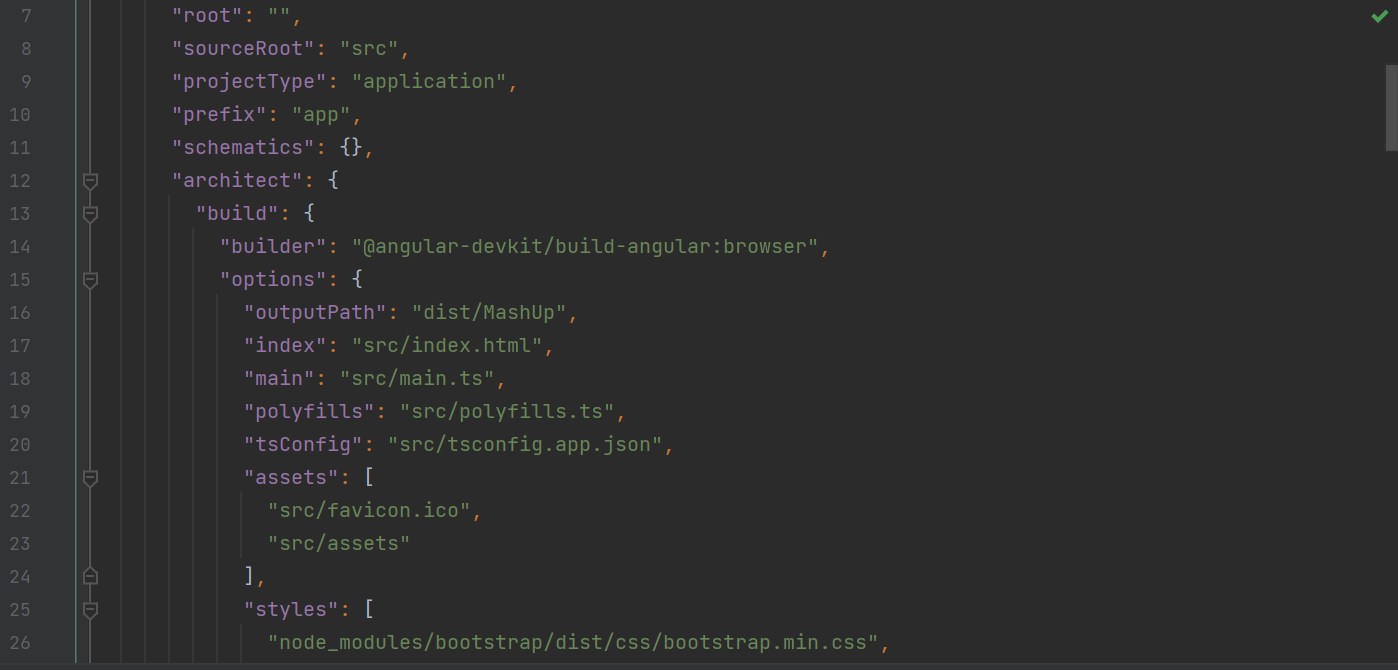 7 "root": "",
8 "sourceRoot": "src",
9 "projectType": "application",
10 "prefix": "app",
11 "schematics": {},
12 "architect": {
13 "build": {
14 "builder": "@angular-devkit/build-angular:browser",
15 "options": {
16 "outputPath": "dist/MashUp",
17 "index": "src/index.html",
18 "main": "src/main.ts",
19 "polyfills": "src/polyfills.ts",
20 "tsConfig": "src/tsconfig.app.json",
21 "assets": [
22 "src/favicon.ico",
23 "src/assets"
24 ],
25 "styles": [
26 "node_modules/bootstrap/dist/css/bootstrap.min.css",